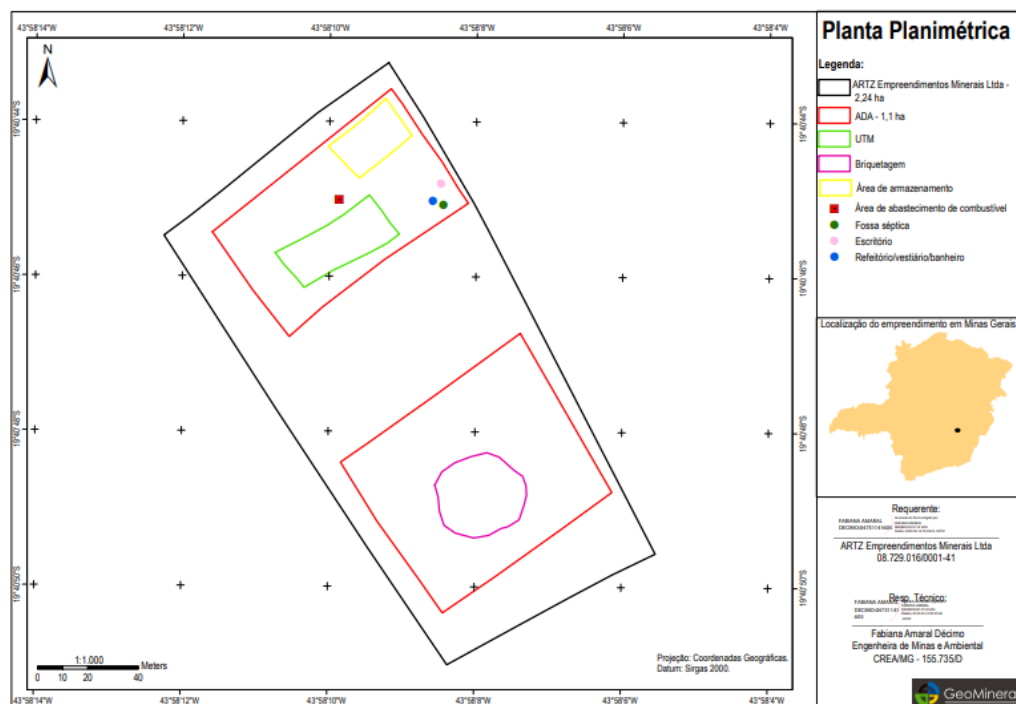 43°58'14"W
43°58'12"W
43°58'10"W
43°58'8"W
43°58'6"W
43°58'4"W
N
19°40'44"S
19°40'44"S
19°40'46"S
19°40'46"S
19°40'48"S
19°40'48"S
19°40'50"S
19°40'50"S
1:1.000
Meters
0 10 20 40
Projeção: Coordenadas Geográficas.
Datum: Sirgas 2000.
43°58'14"W
43°58'12"W
43°58'10"W
43°58'8"W
43°58'6"W
43°58'4"W
Planta Planimétrica
Legenda:
ARTZ Empreendimentos Minerais Ltda -
2,24 ha
ADA - 1,1 ha
UTM
Briquetagem
Área de armazenamento
Área de abastecimento de combustível
Fossa séptica
Escritório
Refeitório/vestiário/banheiro
Localização do empreendimento em Minas Gerais
Requerente:
FABIANA AMARAL
ARTZ Empreendimentos Minerais Ltda
08.729.016/0001-41
Resp. Técnico:
FABIANA AMARAL
Fabiana Amaral Décimo
Engenheira de Minas e Ambiental
CREA/MG - 155.735/D
GeoMinera